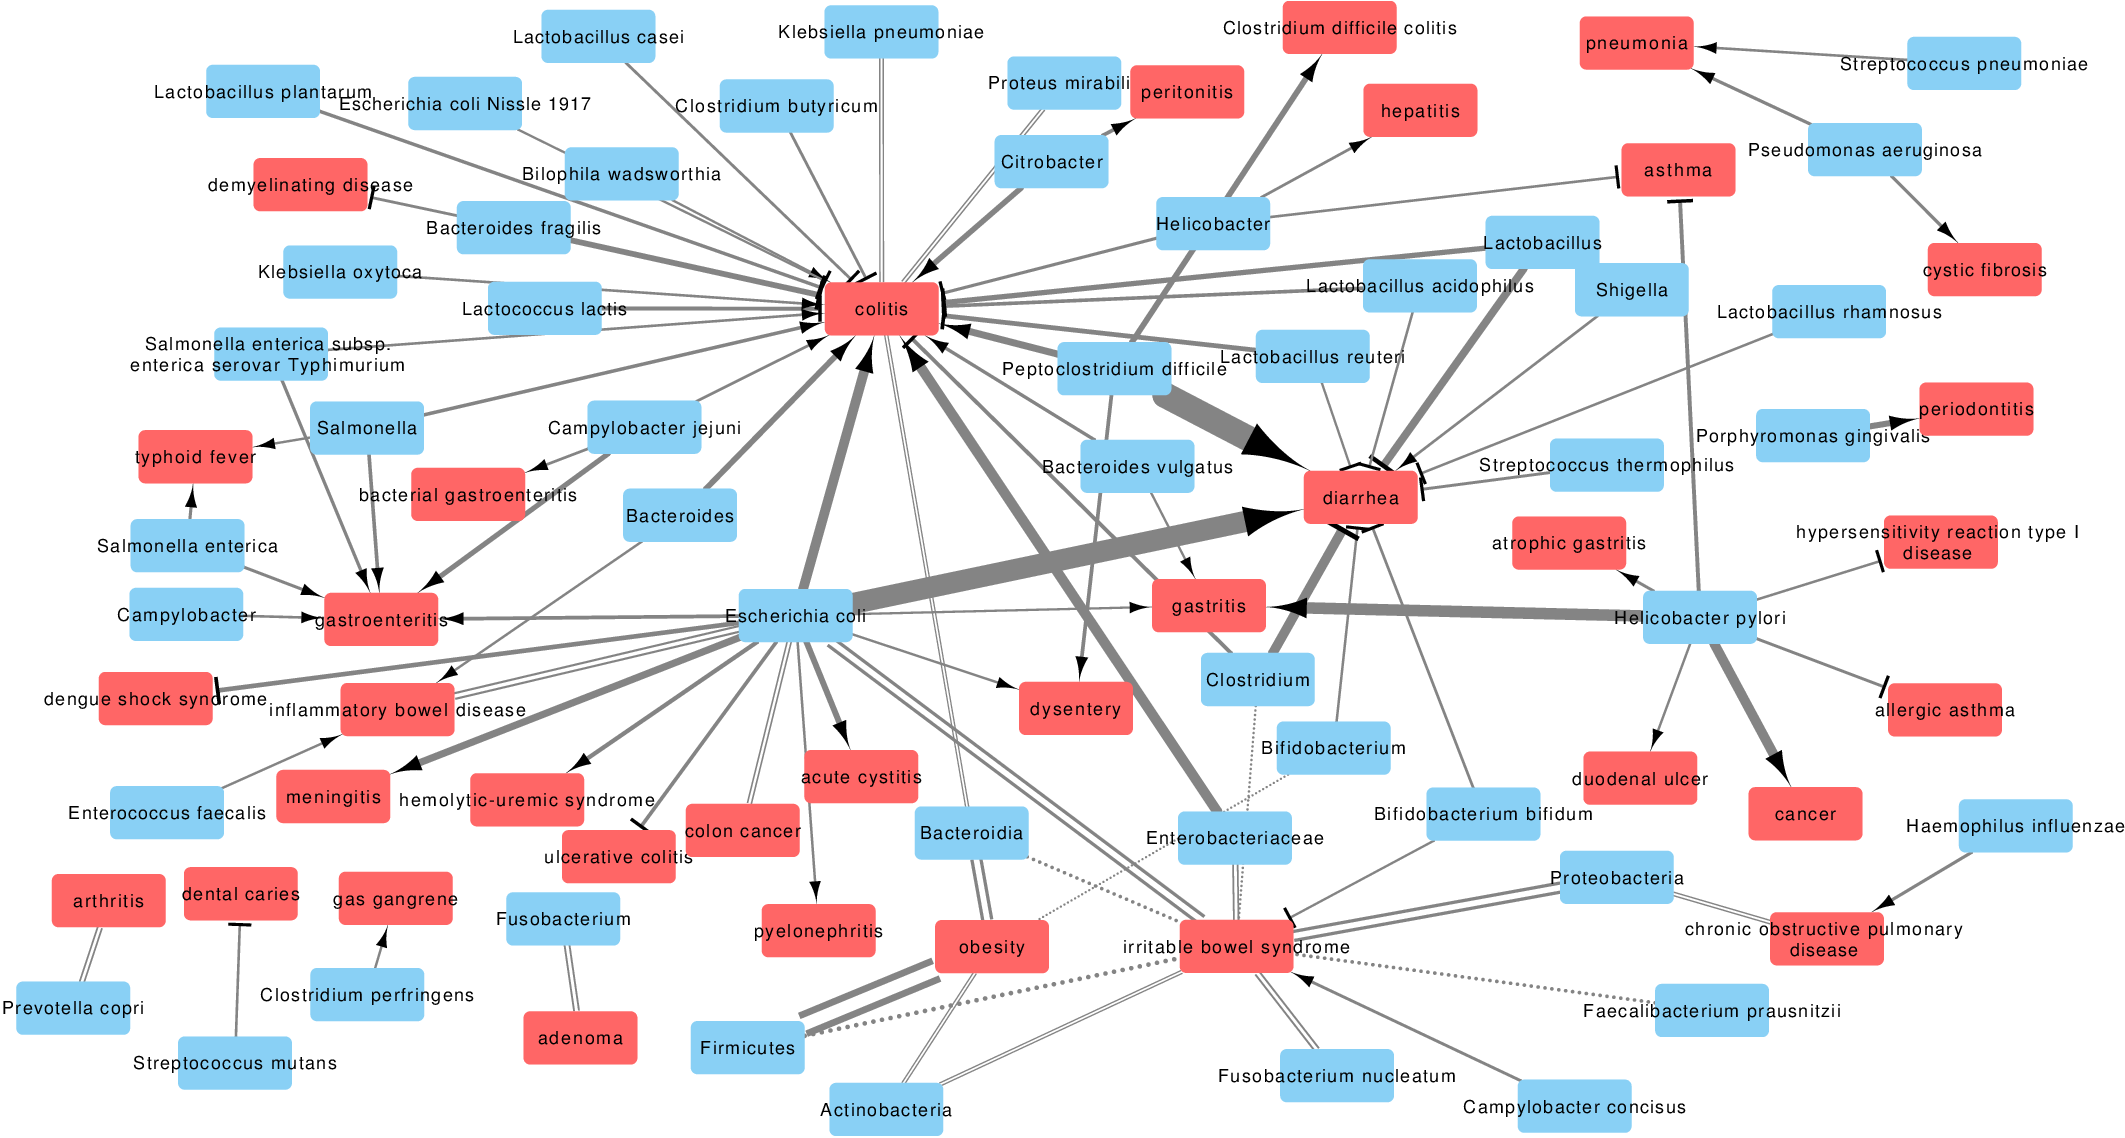 Clostridium difficile colitis
Klebsiella pneumoniae
Lactobacillus casei
pneumonia
Streptococcus pneumoniae
Proteus mirabili
peritonitis
Lactobacillus plantarum
Escherichia coli Nissle 1917
Clostridium butyricum
hepatitis
Pseudomonas aeruginosa
Citrobacter
Bilophila wadsworthia
asthma
demyelinating disease
Bacteroides fragilis
Helicobacter
Lactobacillus
Klebsiella oxytoca
cystic fibrosis
Lactobacillus acidophilus
Shigella
Lactococcus lactis
colitis
Lactobacillus rhamnosus
Salmonella enterica subsp.
enterica serovar Typhimurium
Lactobacillus reuteri
Peptoclostridium difficile
periodontitis
Salmonella
Campylobacter jejuni
Porphyromonas gingivalis
typhoid fever
Bacteroides vulgatus
Streptococcus thermophilus
bacterial gastroenteritis
diarrhea
Bacteroides
Salmonella enterica
atrophic gastritis
hypersensitivity reaction type I
disease
Campylobacter
gastroenteritis
Escherichia coli
gastritis
Helicobacter pylori
Clostridium
dengue shock syndrome
inflammatory bowel disease
dysentery
allergic asthma
Bifidobacterium
acute cystitis
duodenal ulcer
meningitis
hemolytic-uremic syndrome
Enterococcus faecalis
Bifidobacterium bifidum
cancer
Haemophilus influenzae
colon cancer
Bacteroidia
Enterobacteriaceae
ulcerative colitis
Proteobacteria
arthritis
dental caries
gas gangrene
Fusobacterium
pyelonephritis
obesity
irritable bowel syndrome
chronic obstructive pulmonary
disease
Prevotella copri
Clostridium perfringens
Faecalibacterium prausnitzii
adenoma
Firmicutes
Streptococcus mutans
Fusobacterium nucleatum
Actinobacteria
Campylobacter concisus